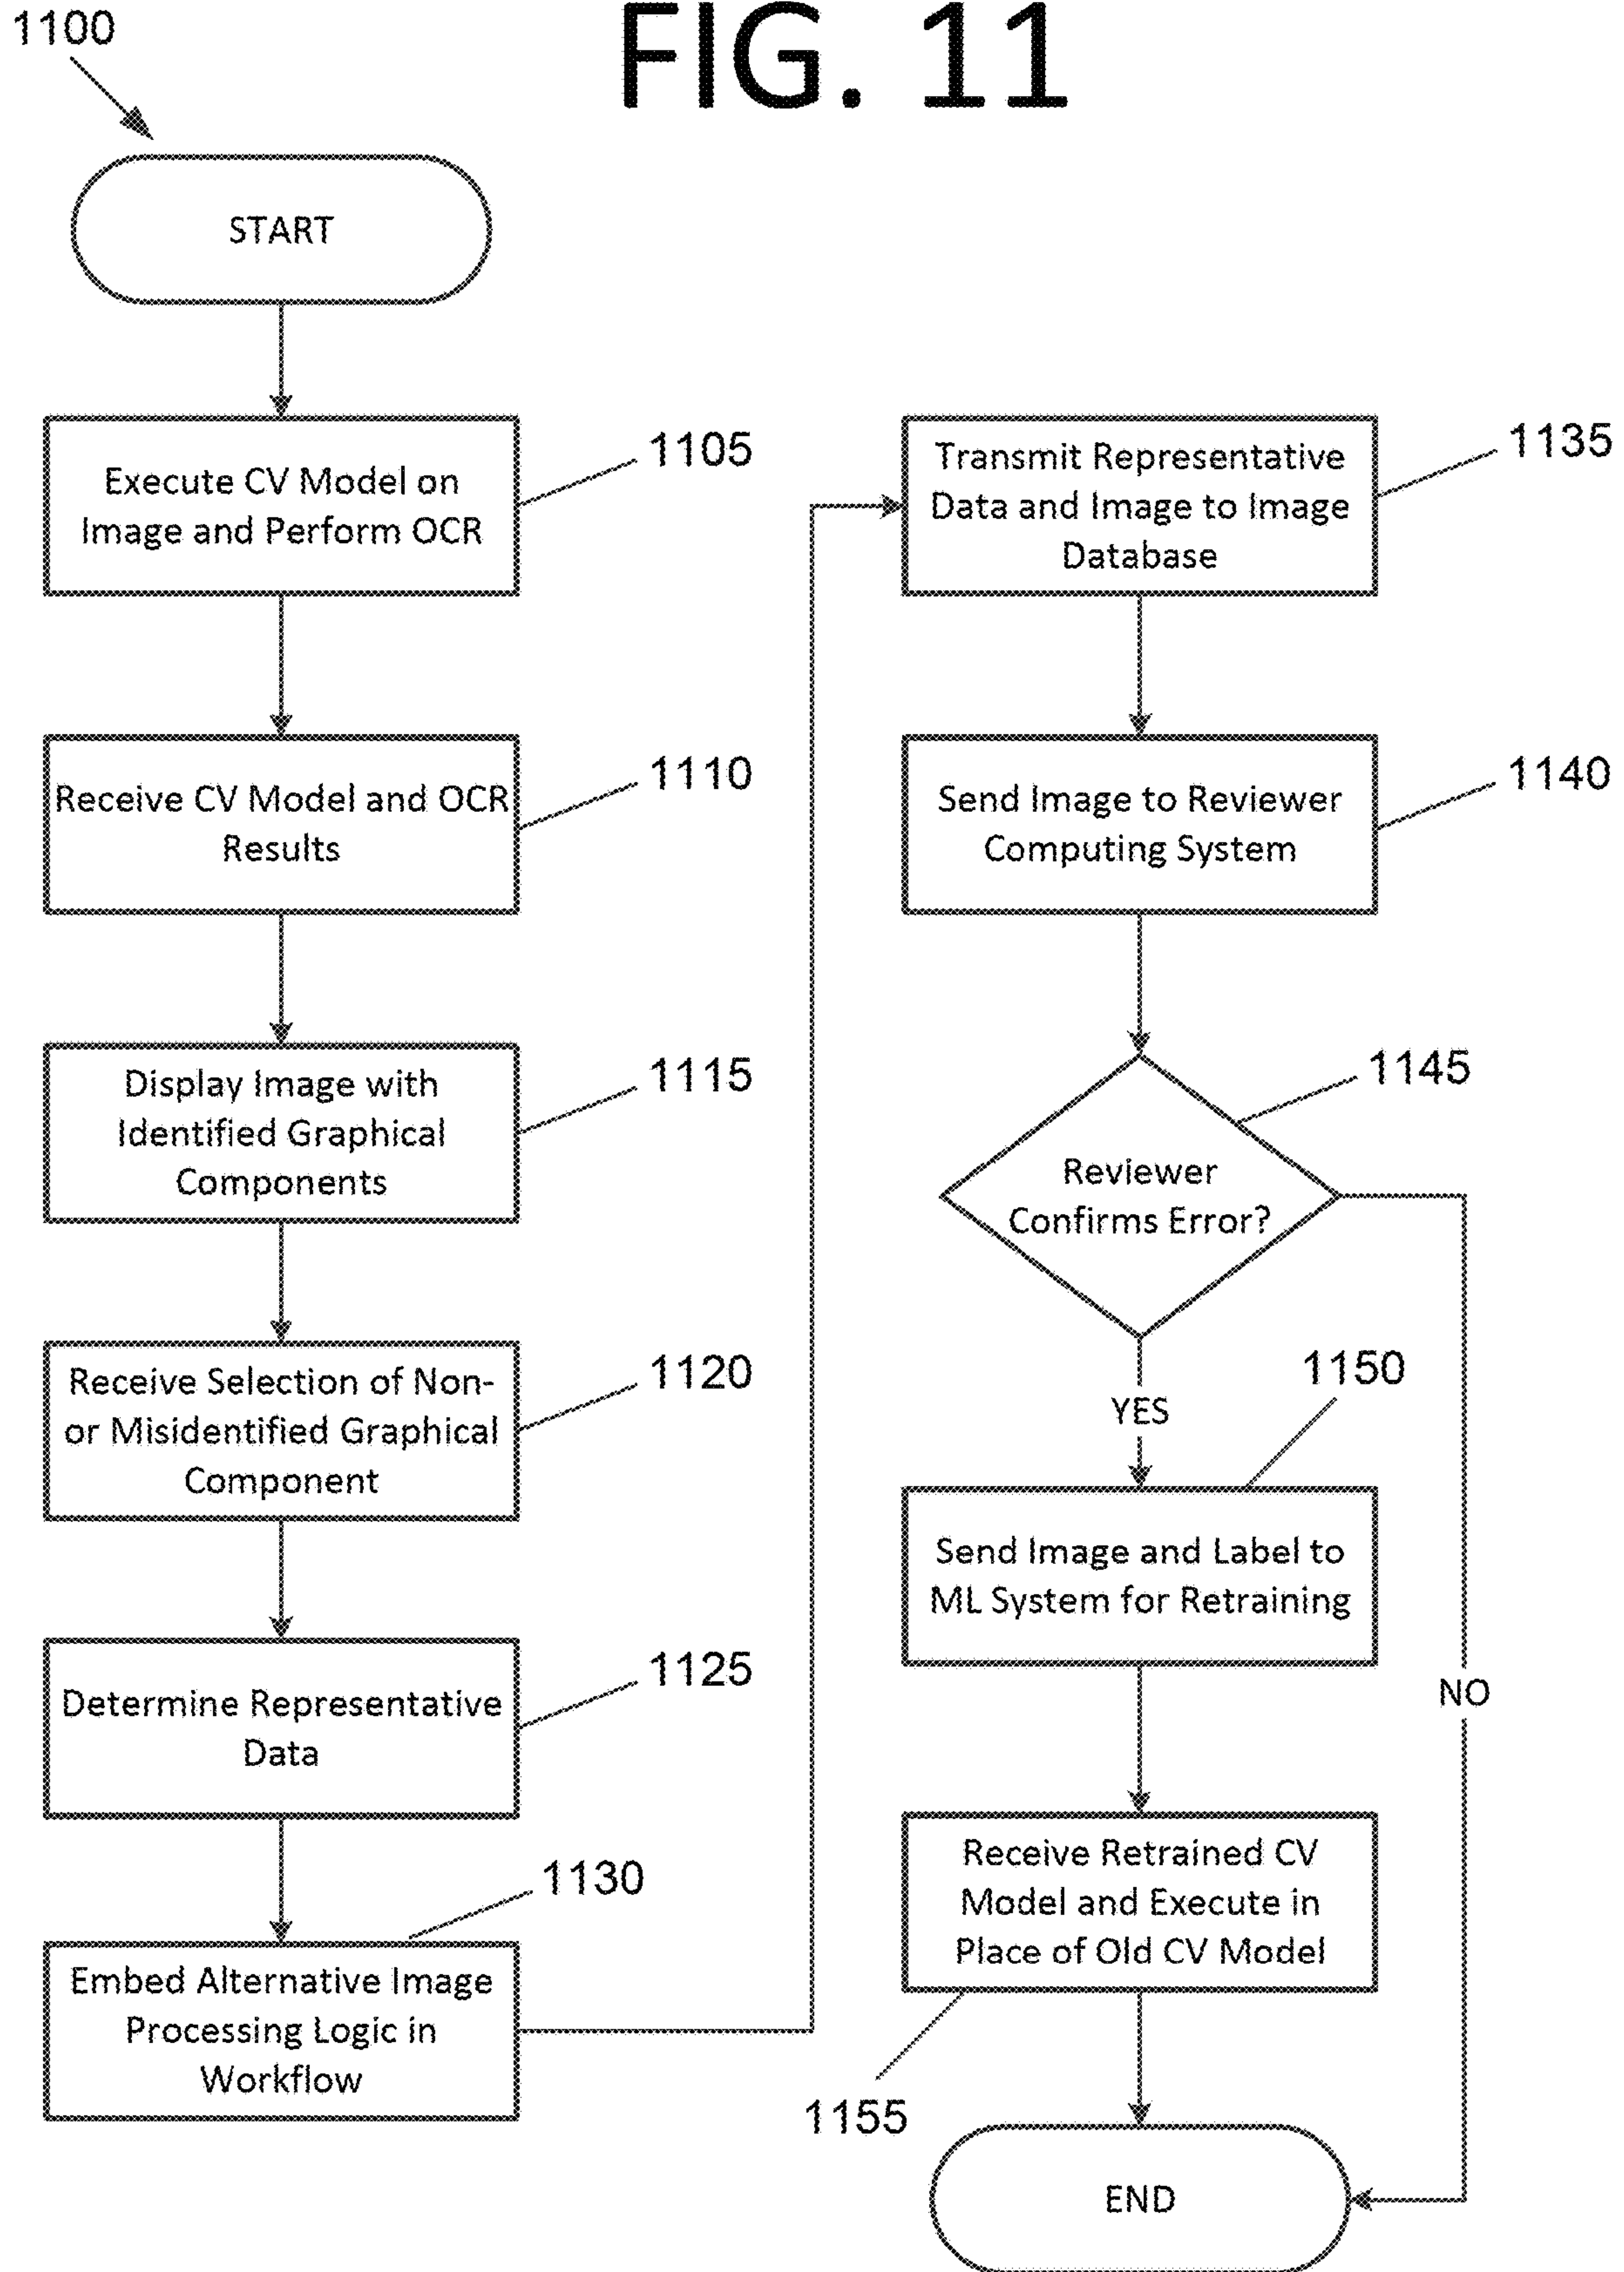 1100
FIG. 11
START
Execute CV Model on
Image and Perform OCR
1105
Receive CV Model and OCR
Results
1110
Display Image with
Identified Graphical
Components
1115
Receive Selection of Non-
or Misidentified Graphical
Component
1120
Determine Representative
Data
1125
Embed Alternative Image
Processing Logic in
Workflow
1130
Transmit Representative
Data and Image to Image
Database
1135
Send Image to Reviewer
Computing System
1140
Reviewer
Confirms Error?
1145
YES
NO
Send Image and Label to
ML System for Retraining
1150
Receive Retrained CV
Model and Execute in
Place of Old CV Model
1155
END